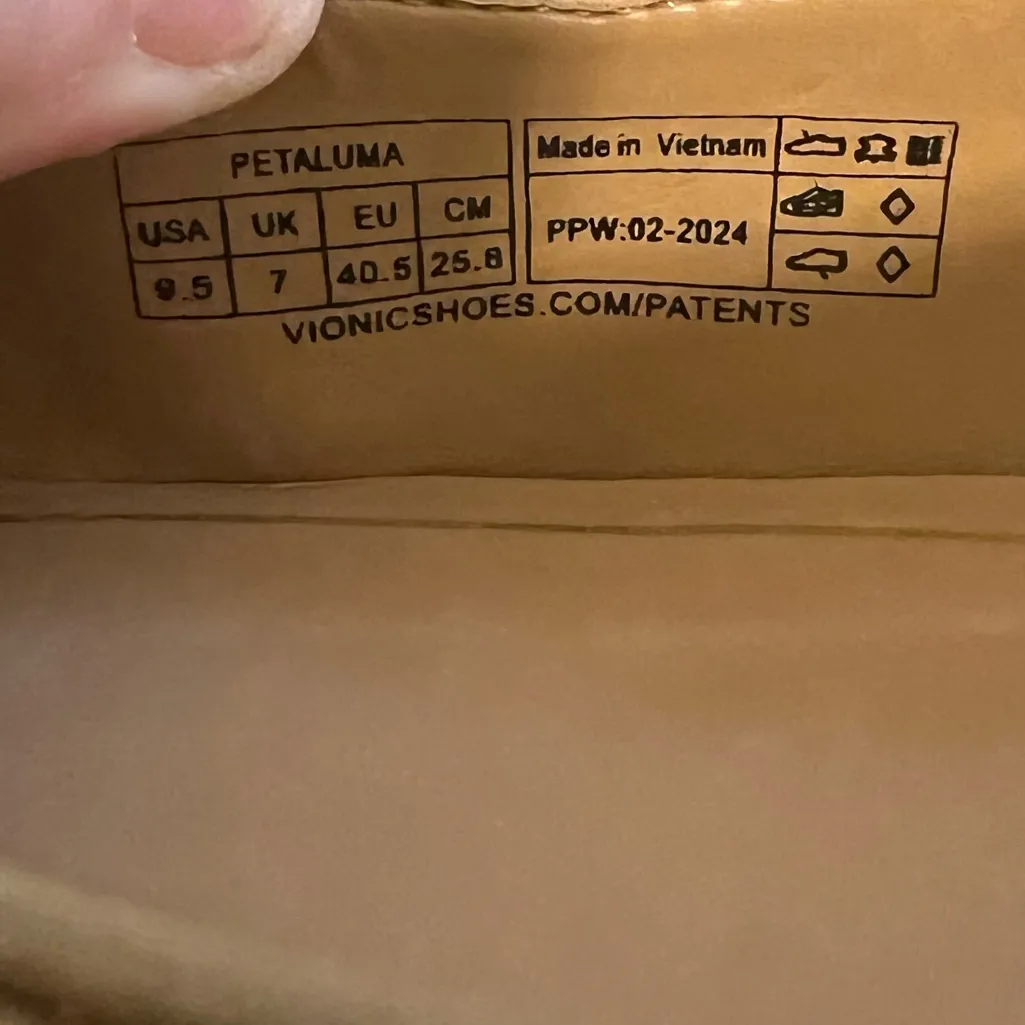 PETALUMA
USA UK EU CM
9.5 7 40.5 25.8
Made in Vietnam
PPW:02-2024
VIONICSHOES.COM/PATENTS